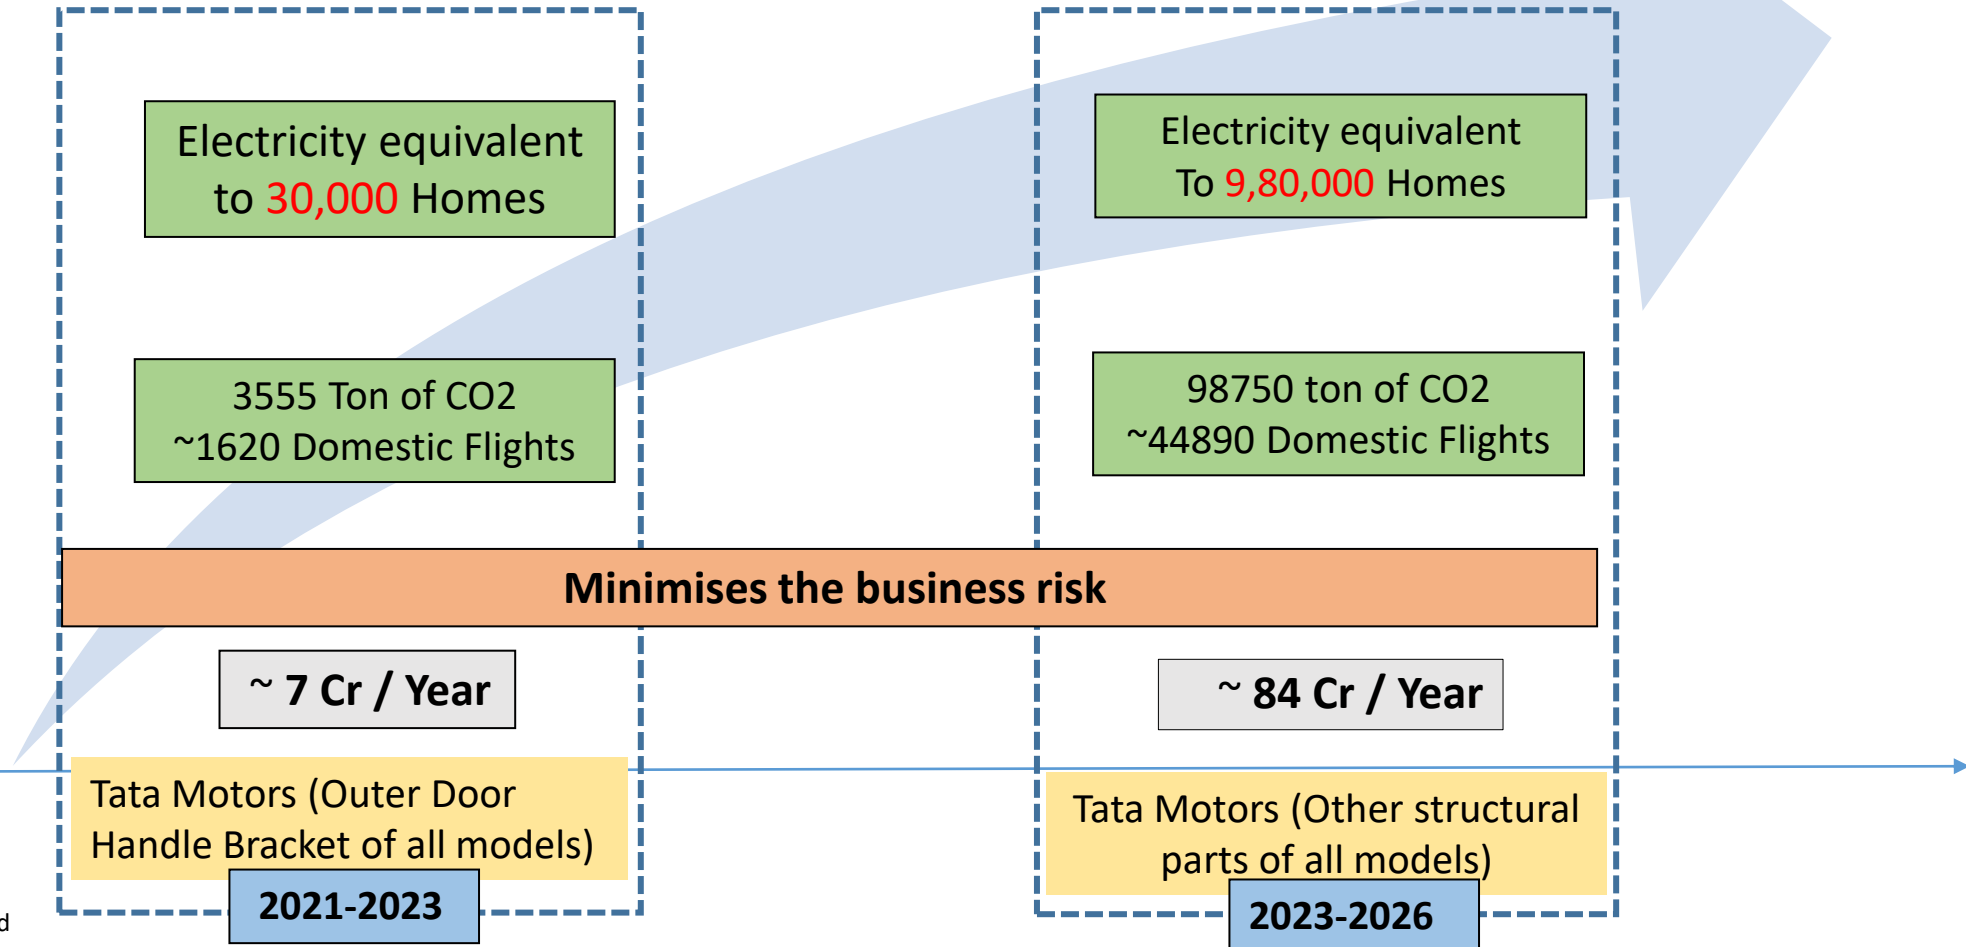 Electricity equivalent
to 30,000 Homes
3555 Ton of CO2
~1620 Domestic Flights
Electricity equivalent
To 9,80,000 Homes
98750 ton of CO2
~44890 Domestic Flights
Minimises the business risk
~ 7 Cr / Year
~ 84 Cr / Year
Tata Motors (Outer Door
Handle Bracket of all models)
2021-2023
Tata Motors (Other structural
parts of all models)
2023-2026